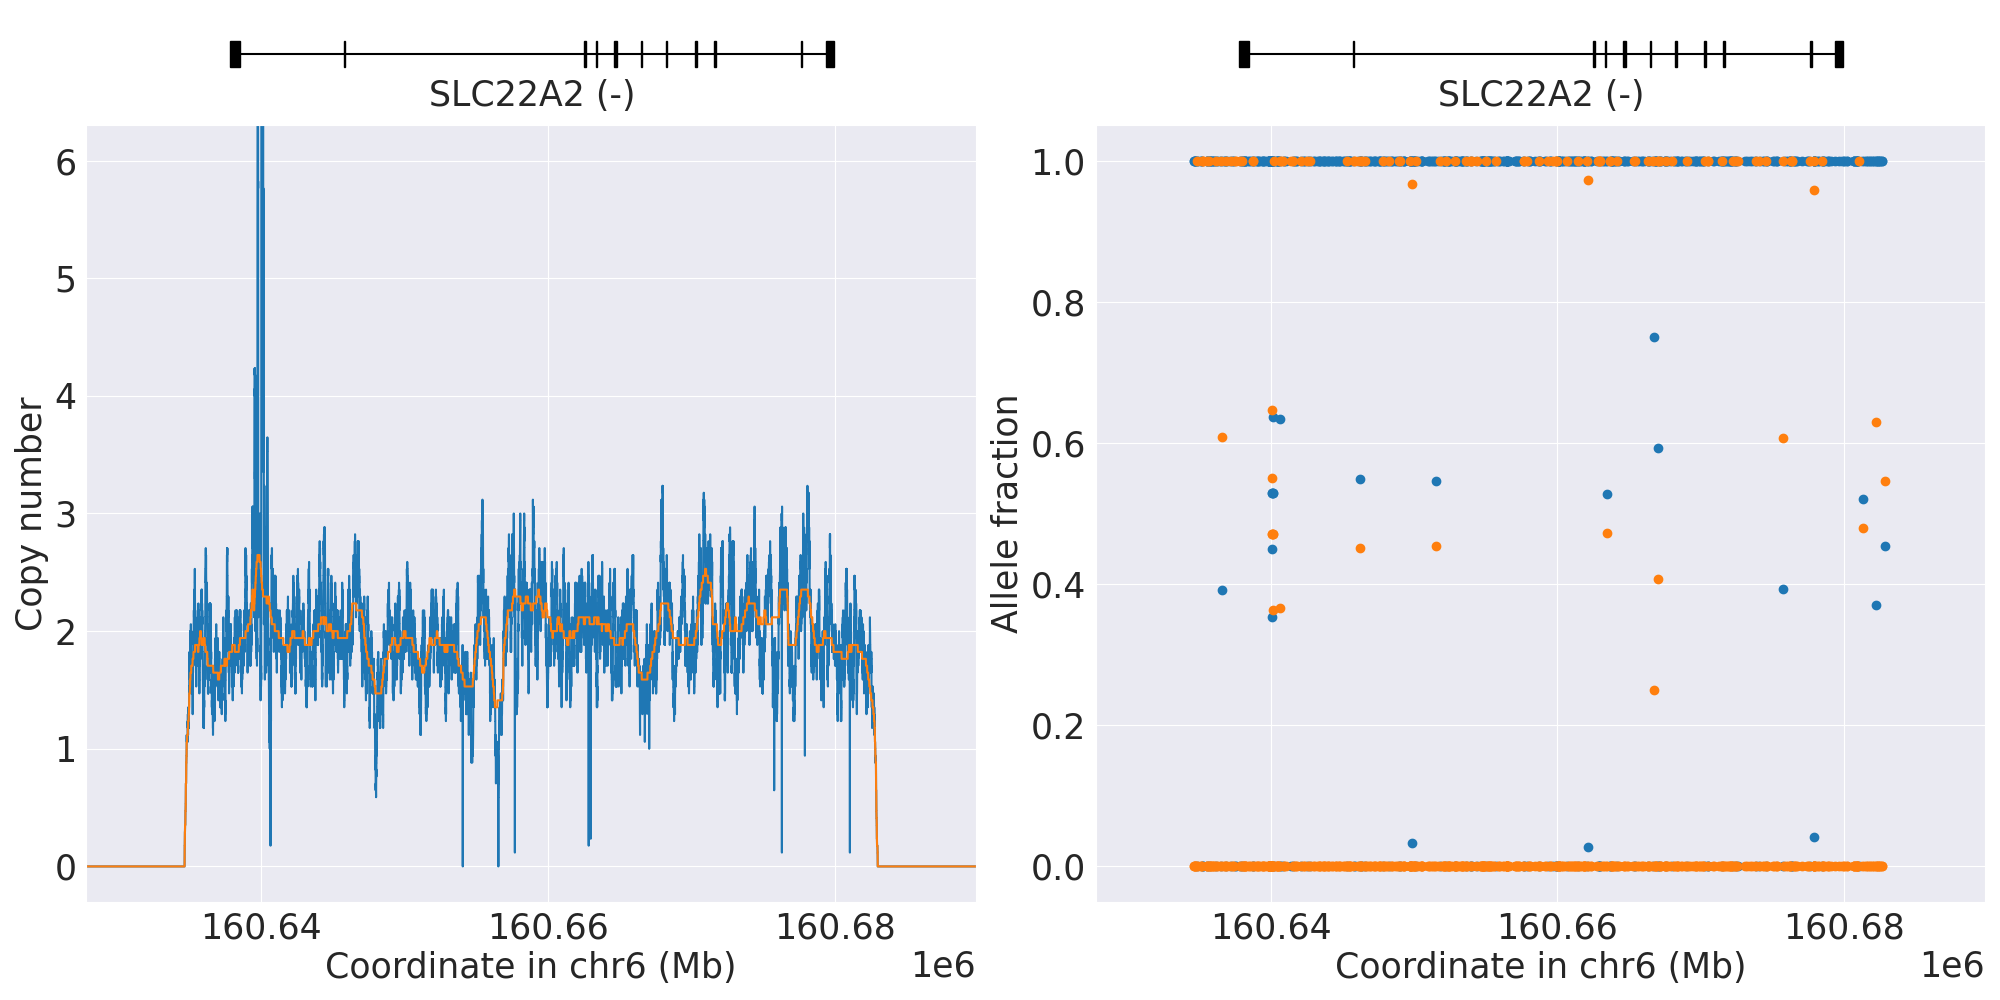 SLC22A2 (-)
6
5
4
3
2
1
0
Copy number
160.64 160.66 160.68
Coordinate in chr6 (Mb) 1e6
SLC22A2 (-)
1.0
0.8
0.6
0.4
0.2
0.0
Allele fraction
160.64 160.66 160.68
Coordinate in chr6 (Mb) 1e6